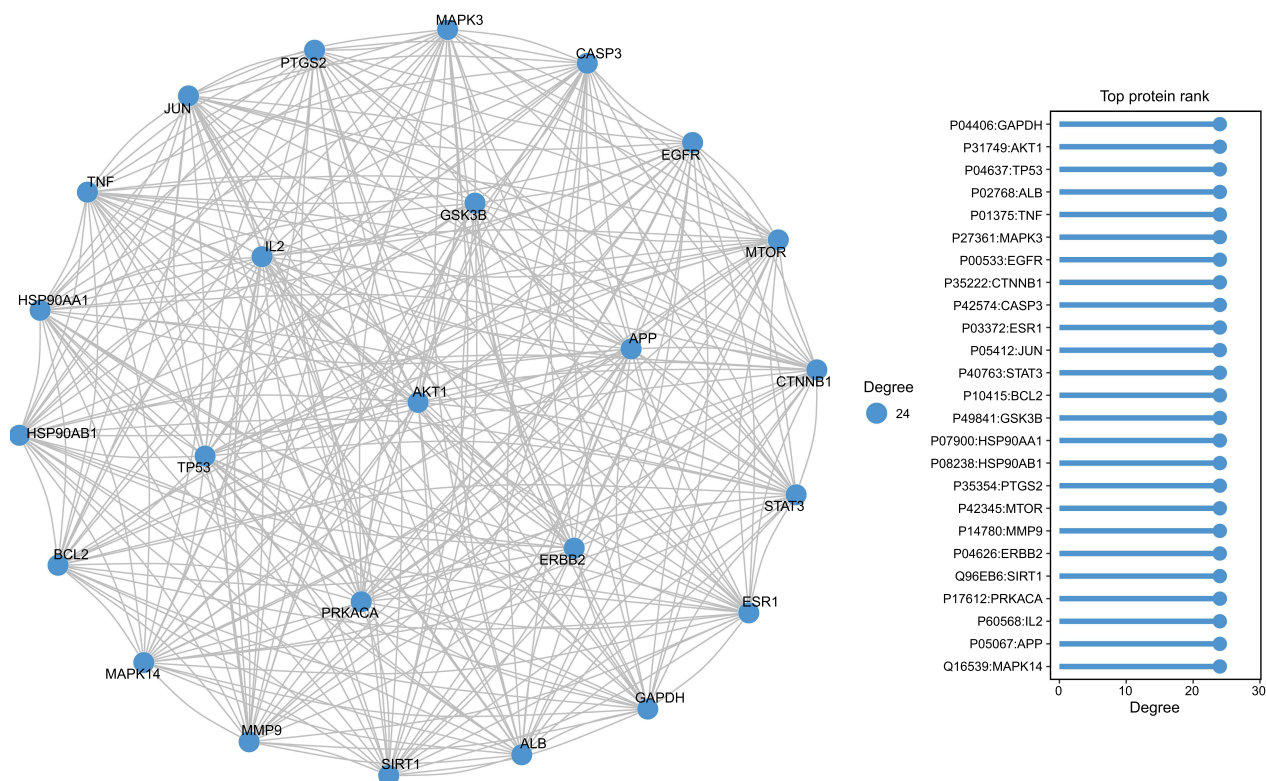 MAPK3
PTGS2
CASP3
JUN
EGFR
TNF
GSK3B
IL2
MTOR
HSP90AA1
APP
CTNNB1
AKT1
HSP90AB1
TP53
STAT3
BCL2
ERBB2
PRKACA
ESR1
MAPK14
GAPDH
MMP9
ALB
SIRT1
Degree
24
Top protein rank
P04406:GAPDH
P31749:AKT1
P04637:TP53
P02768:ALB
P01375:TNF
P27361:MAPK3
P00533:EGFR
P35222:CTNNB1
P42574:CASP3
P03372:ESR1
P05412:JUN
P40763:STAT3
P10415:BCL2
P49841:GSK3B
P07900:HSP90AA1
P08238:HSP90AB1
P35354:PTGS2
P42345:MTOR
P14780:MMP9
P04626:ERBB2
Q96EB6:SIRT1
P17612:PRKACA
P60568:IL2
P05067:APP
Q16539:MAPK14
0 10 20 30
Degree